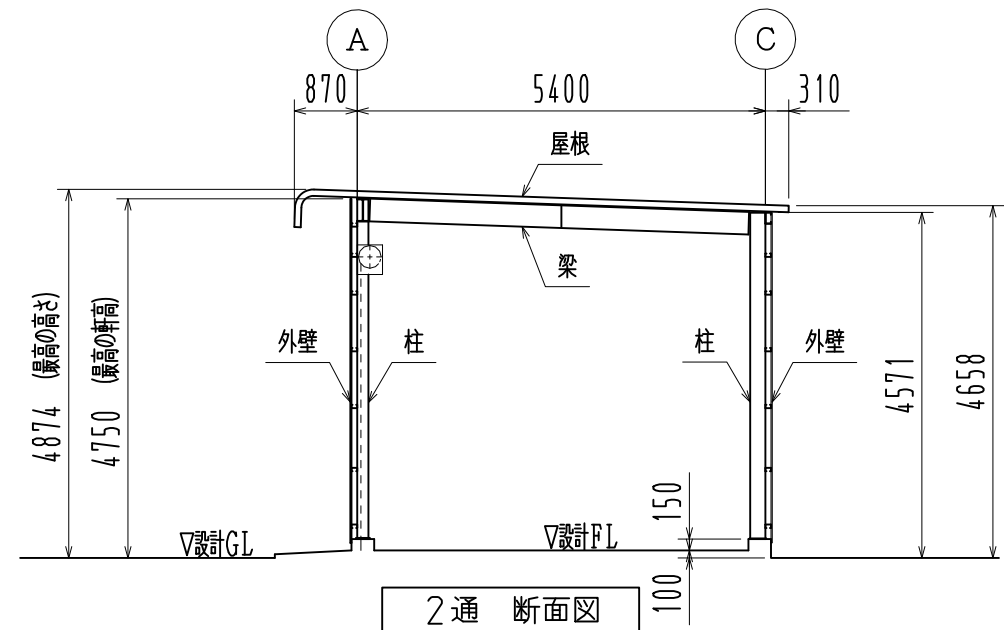 A
C
870
5400
310
屋根
梁
4874 (最高の高さ)
4750 (最高の軒高)
外壁
柱
柱
外壁
4571
4658
150
▽設計GL
▽設計FL
100
2通 断面図